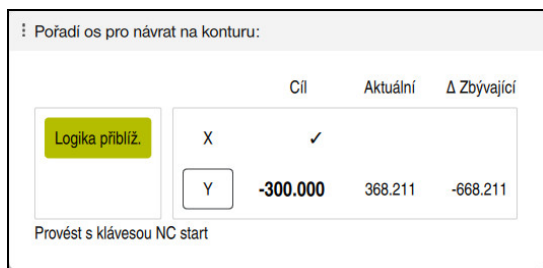 Pořadí os pro návrat na konturu:
Cíl Aktuální Δ Zbývající
Logika přiblíž. X ✓
Y -300.000 368.211 -668.211
Provést s klávesou NC start